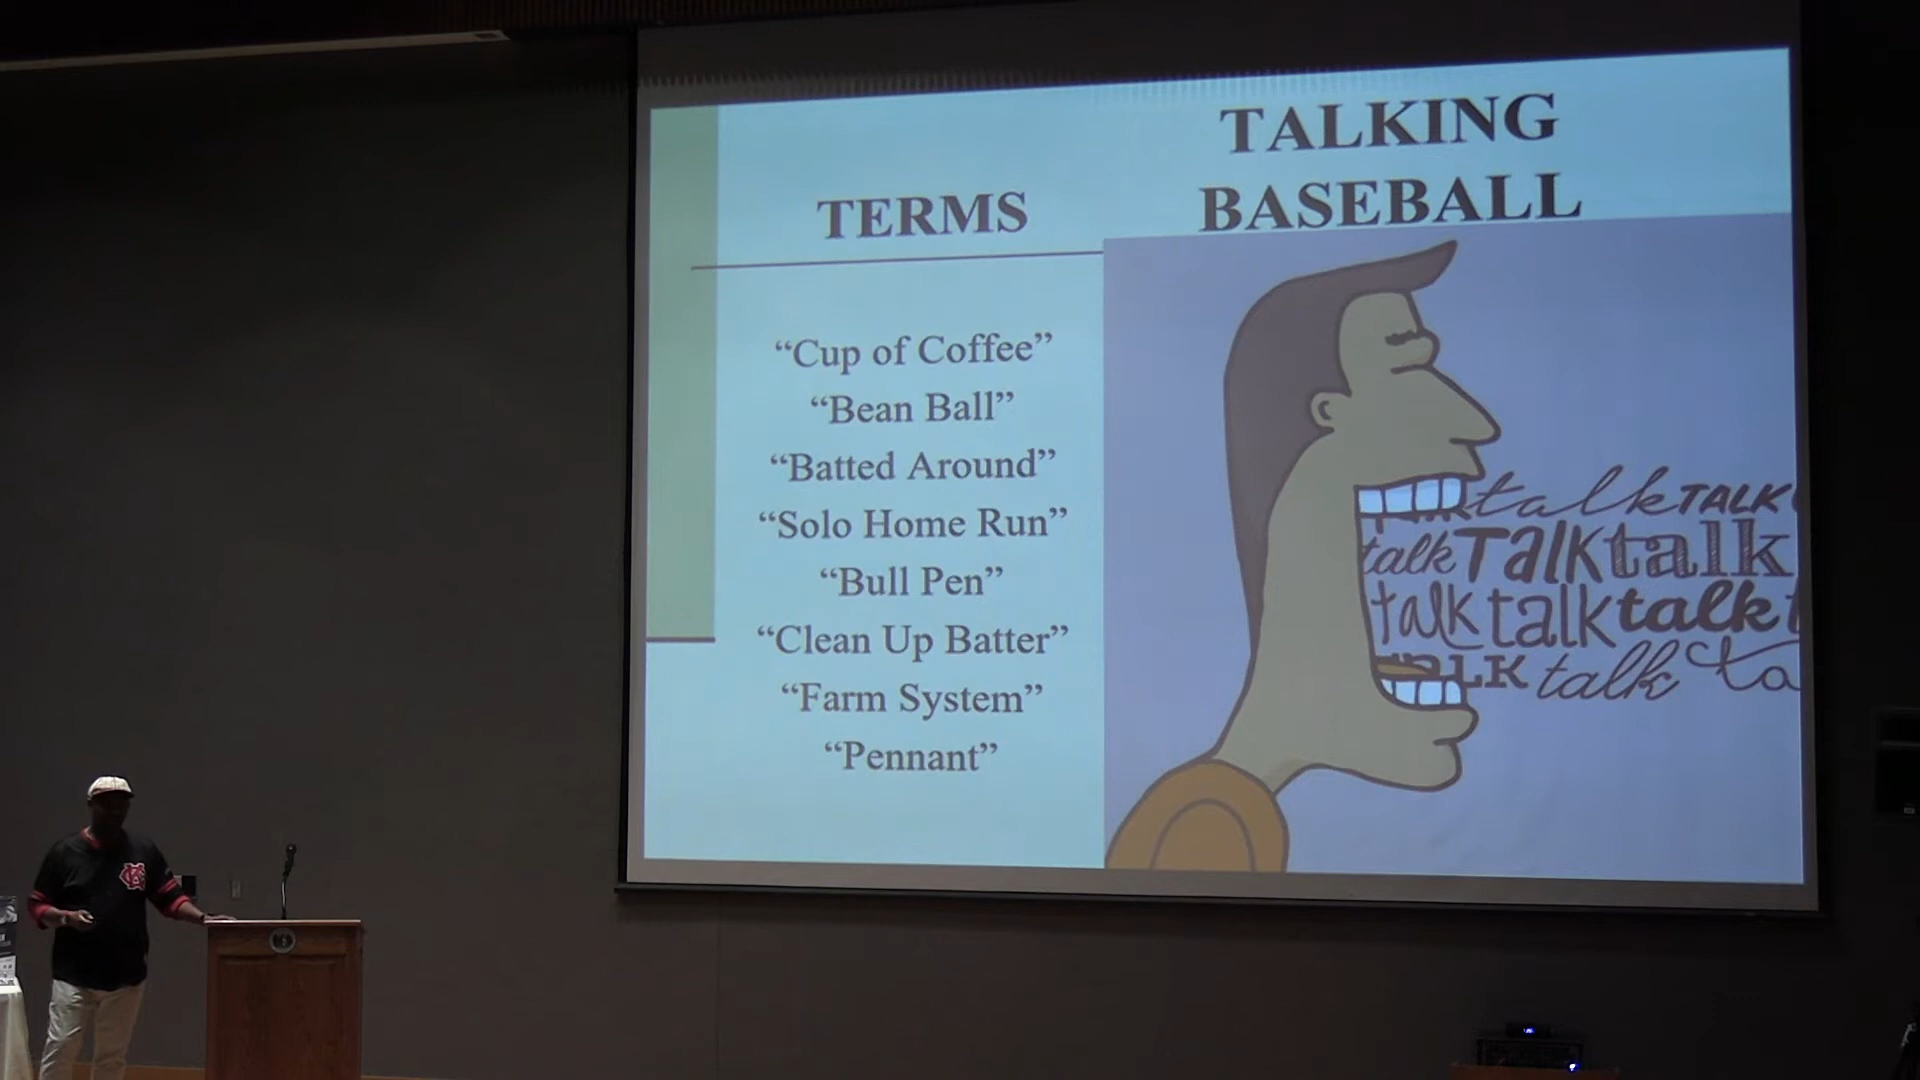 TERMS
"Cup of Coffee"
"Bean Ball"
"Batted Around"
"Solo Home Run"
"Bull Pen"
"Clean Up Batter"
"Farm System"
"Pennant"
TALKING
BASEBALL
talk TALK
talk Talk talk
talk talk talk t
TALK talk ta